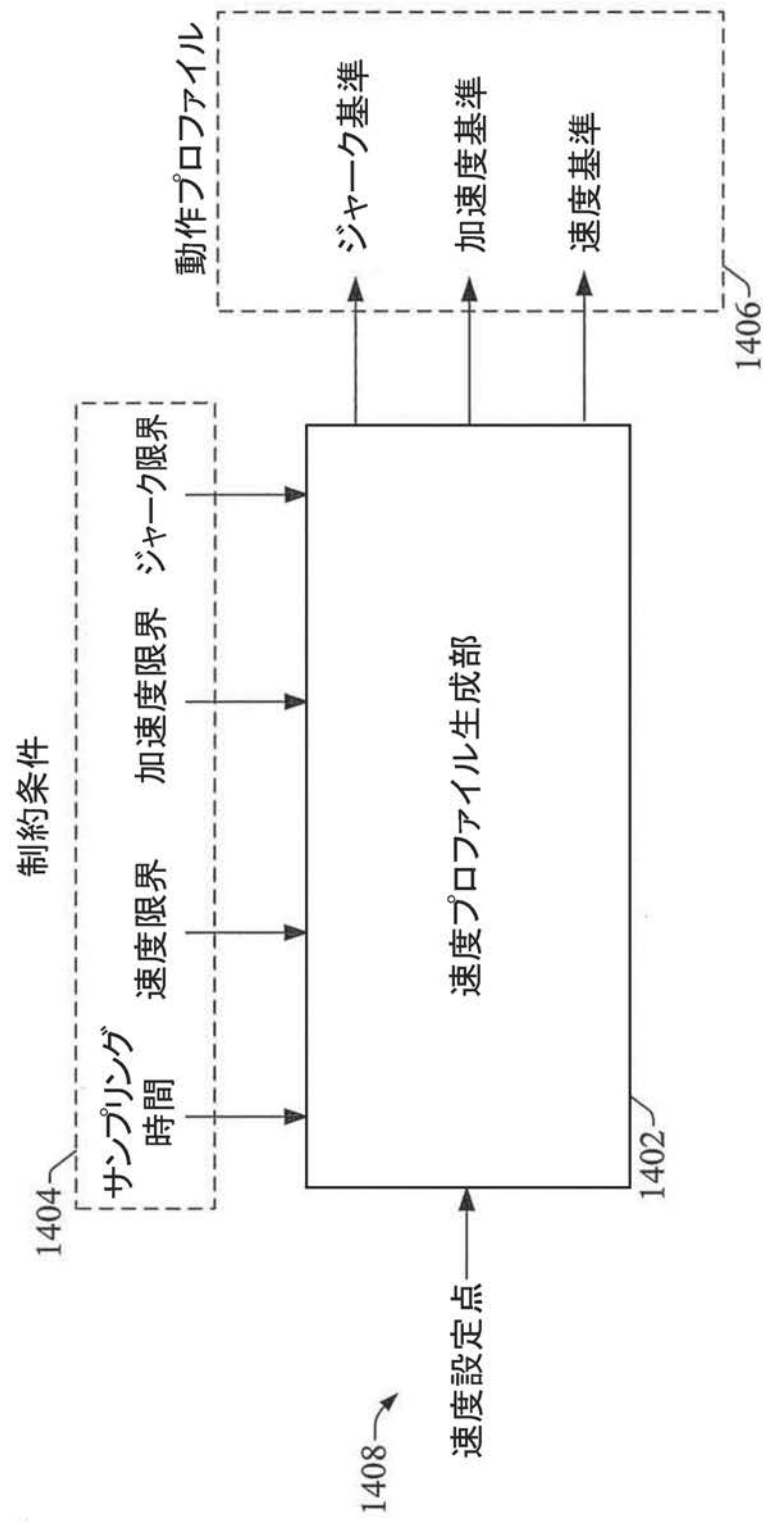 制約条件
1404
サンプリング
時間
速度限界
加速度限界
ジャーク限界
動作プロファイル
ジャーク基準
加速度基準
速度基準
1406
速度プロファイル生成部
1402
速度設定点
1408